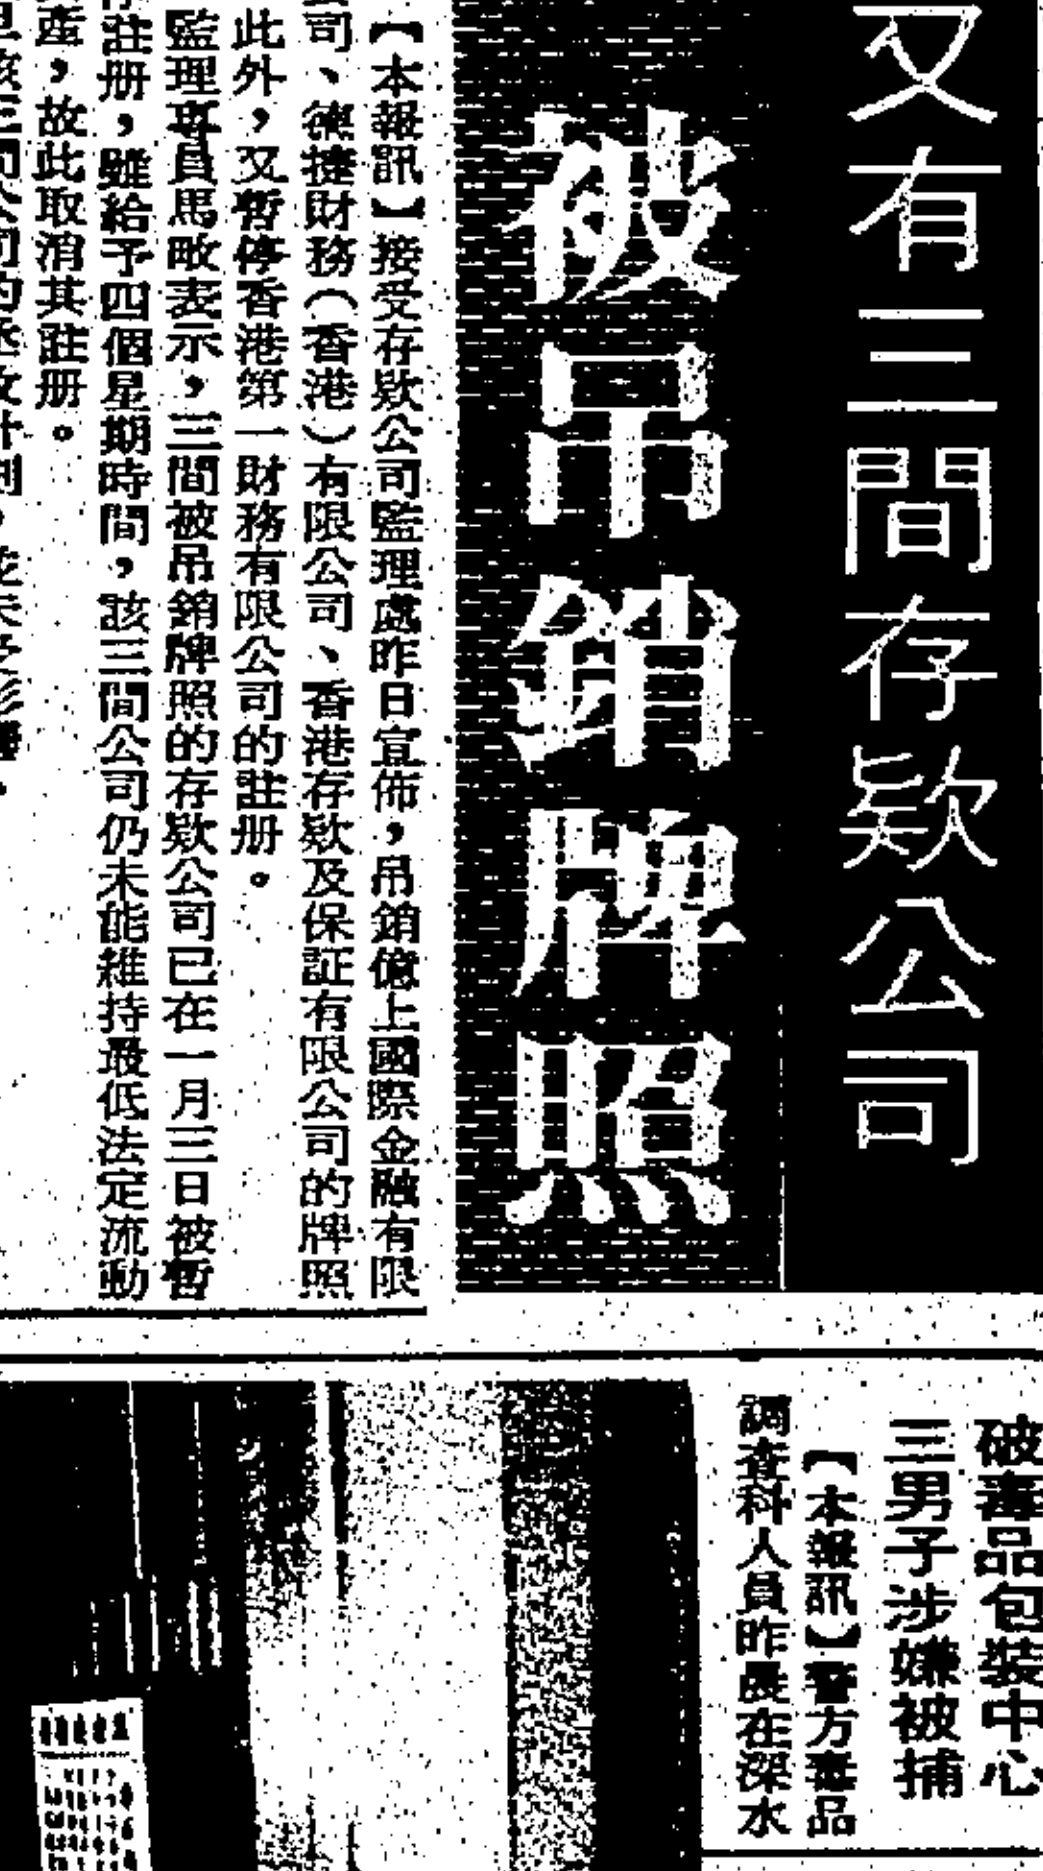 又有三間存欵公司
被吊銷牌照
【本報訊】接受存欵公司監理處昨日宣佈，吊銷億上國際金融有限
司、德捷財務（香港）有限公司、香港存欵及保証有限公司的牌照
此外，又暫停香港第一財務有限公司的註册。
監理專員馬畋表示，三間被吊銷牌照的存欵公司已在一月三日被暫
註册，雖給予四個星期時間，該三間公司仍未能維持最低法定流動
產，故此取消其註册。
破毒品包裝中心
三男子涉嫌被捕
【本報訊】警方毒品
調查科人員昨晨在深水